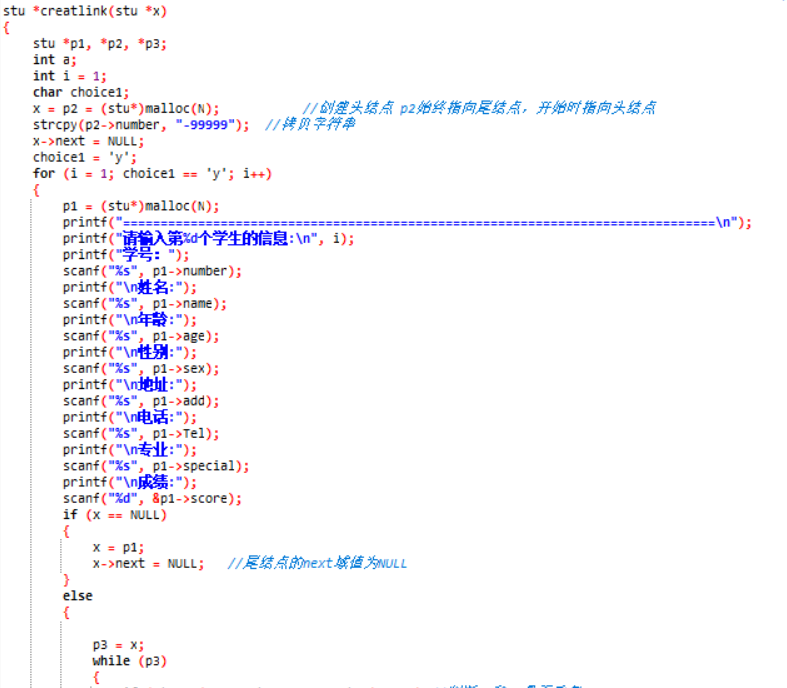 stu *creatlink(stu *x)
{
stu *p1, *p2, *p3;
int a;
int i = 1;
char choice1;
x = p2 = (stu*)malloc(N); //创建头结点 p2始终指向尾结点，开始时指向头结点
strcpy(p2->number, "-99999"); //拷贝字符串
x->next = NULL;
choice1 = 'y';
for (i = 1; choice1 == 'y'; i++)
{
p1 = (stu*)malloc(N);
printf("===============================================================================\n");
printf("请输入第%d个学生的信息:\n", i);
printf("学号: ");
scanf("%s", p1->number);
printf("\n姓名:");
scanf("%s", p1->name);
printf("\n年龄:");
scanf("%s", p1->age);
printf("\n性别:");
scanf("%s", p1->sex);
printf("\n地址:");
scanf("%s", p1->add);
printf("\n电话:");
scanf("%s", p1->Tel);
printf("\n专业:");
scanf("%s", p1->special);
printf("\n成绩:");
scanf("%d", &p1->score);
if (x == NULL)
{
x = p1;
x->next = NULL; //尾结点的next域值为NULL
}
else
{
p3 = x;
while (p3)
{